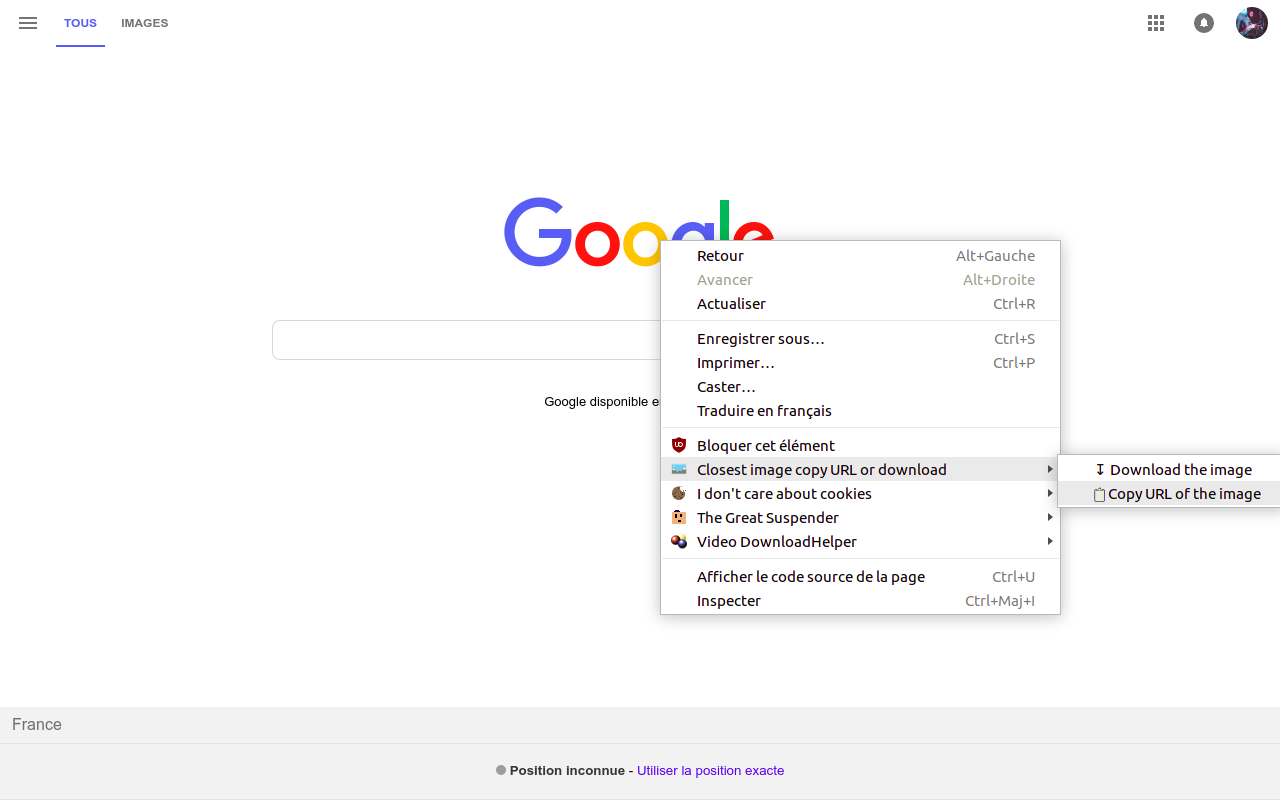 TOUS IMAGES
Google
Retour Alt+Gauche
Avancer Alt+Droite
Actualiser Ctrl+R
Enregistrer sous… Ctrl+S
Imprimer… Ctrl+P
Caster…
Google disponible
Traduire en français
Bloquer cet élément
Closest image copy URL or download
Download the image
I don't care about cookies
Copy URL of the image
The Great Suspender
Video DownloadHelper
Afficher le code source de la page Ctrl+U
Inspecter Ctrl+Maj+I
France
Position inconnue - Utiliser la position exacte